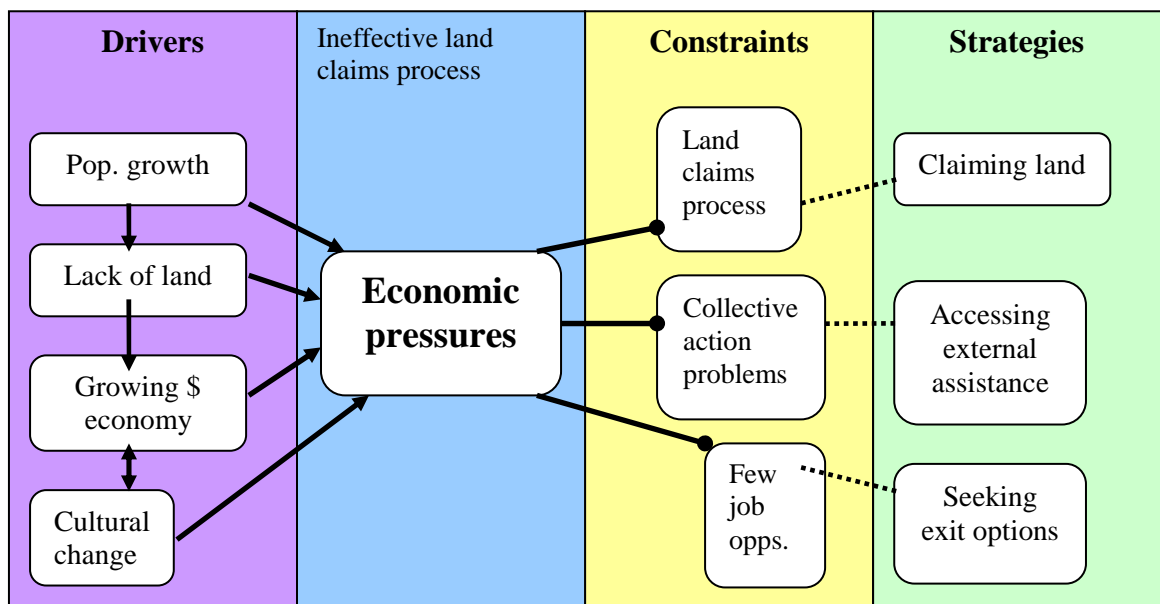 Drivers
Pop. growth
Lack of land
Growing $
economy
Cultural
change
Ineffective land
claims process
Economic
pressures
Constraints
Land
claims
process
Collective
action
problems
Few
job
opps.
Strategies
Claiming land
Accessing
external
assistance
Seeking
exit options